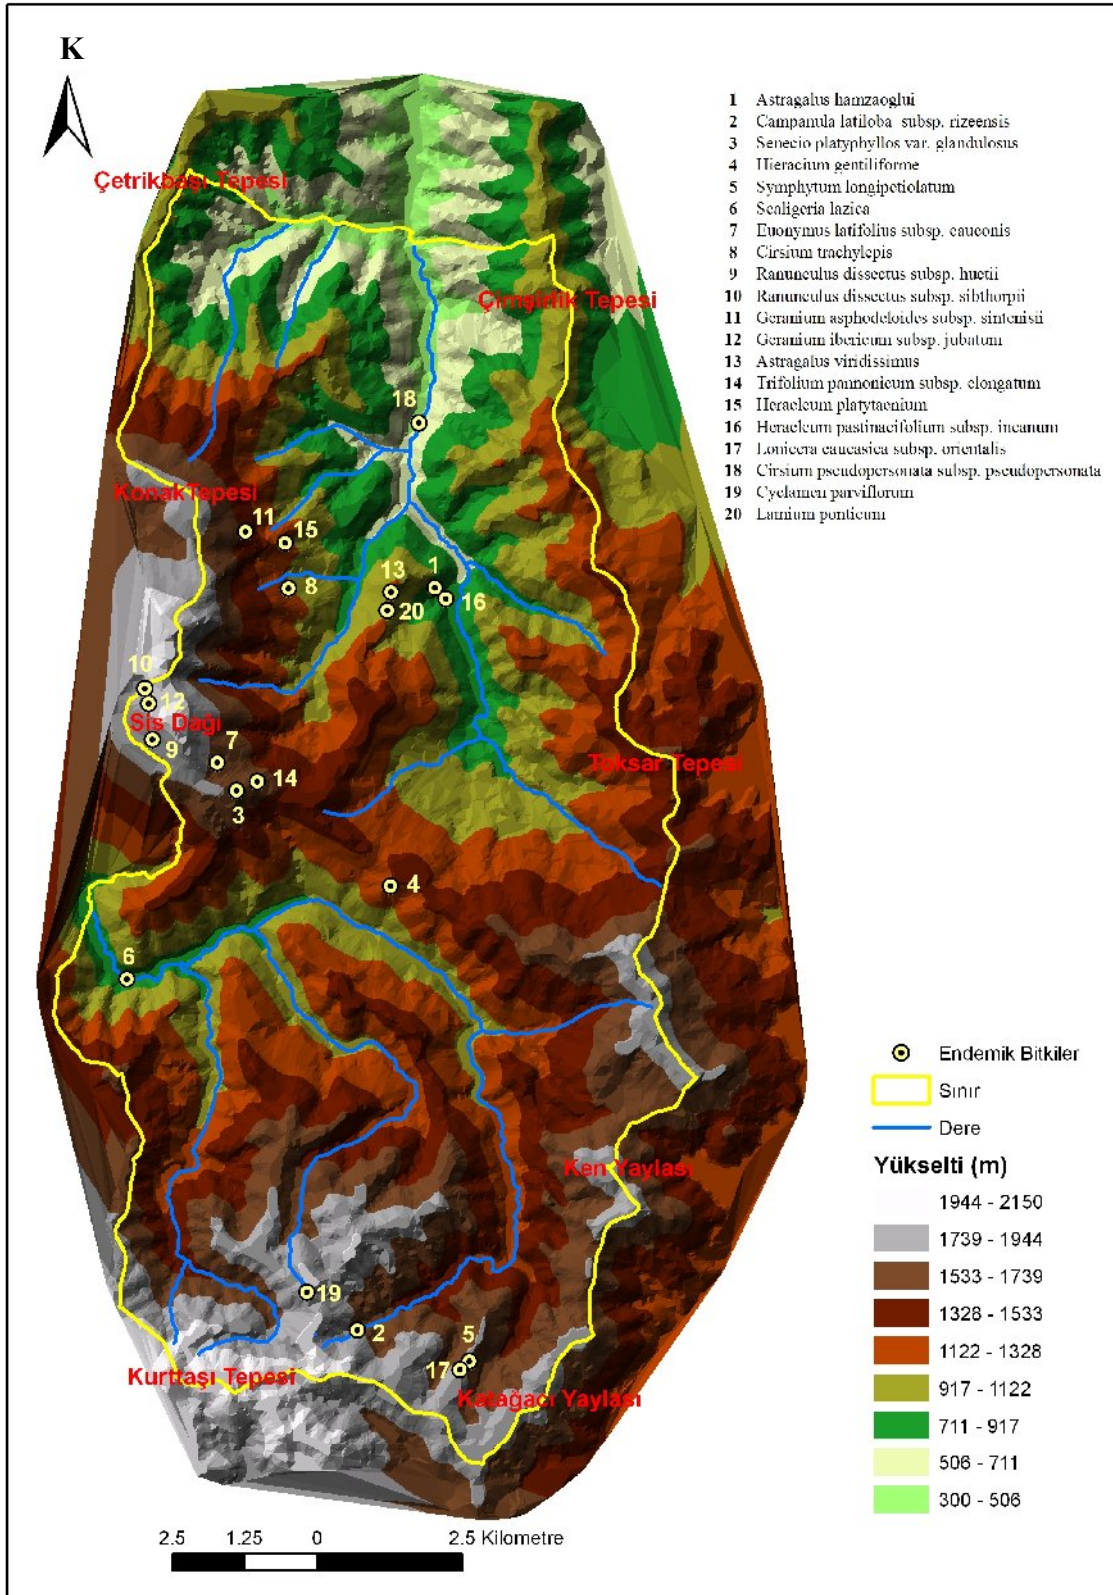 K
1 Astragalus hamzaoglui
2 Campanula latiloba subsp. rizeensis
3 Senecio platyphyllos var. glandulosus
4 Hieracium gentiliforme
5 Symphytum longipetiolatum
6 Scaligeria lazica
7 Euonymus latifolius subsp. cauconis
8 Cirsium trachylepis
9 Ranunculus dissectus subsp. huetii
10 Ranunculus dissectus subsp. sibthorpii
11 Geranium asphodeloides subsp. sintenisii
12 Geranium ibericum subsp. jubatum
13 Astragalus viridissimus
14 Trifolium pannonicum subsp. elongatum
15 Heracleum platytaenium
16 Heracleum pastinacifolium subsp. incanum
17 Lonicera caucasica subsp. orientalis
18 Cirsium pseudopersonata subsp. pseudopersonata
19 Cyclamen parviflorum
20 Lamium ponticum
Çetrikbaşı Tepesi
Çimşirlik Tepesi
18
KonakTepesi
11
15
8
13
1
20
16
10
12
Sis Dağı
9
7
14
3
Toksar Tepesi
4
6
Ken Yaylası
19
2
5
17
Kurttaşı Tepesi
Katağacı Yaylası
Endemik Bitkiler
Sınır
Dere
Yükselti (m)
1944 - 2150
1739 - 1944
1533 - 1739
1328 - 1533
1122 - 1328
917 - 1122
711 - 917
506 - 711
300 - 506
2.5 1.25 0 2.5 Kilometre